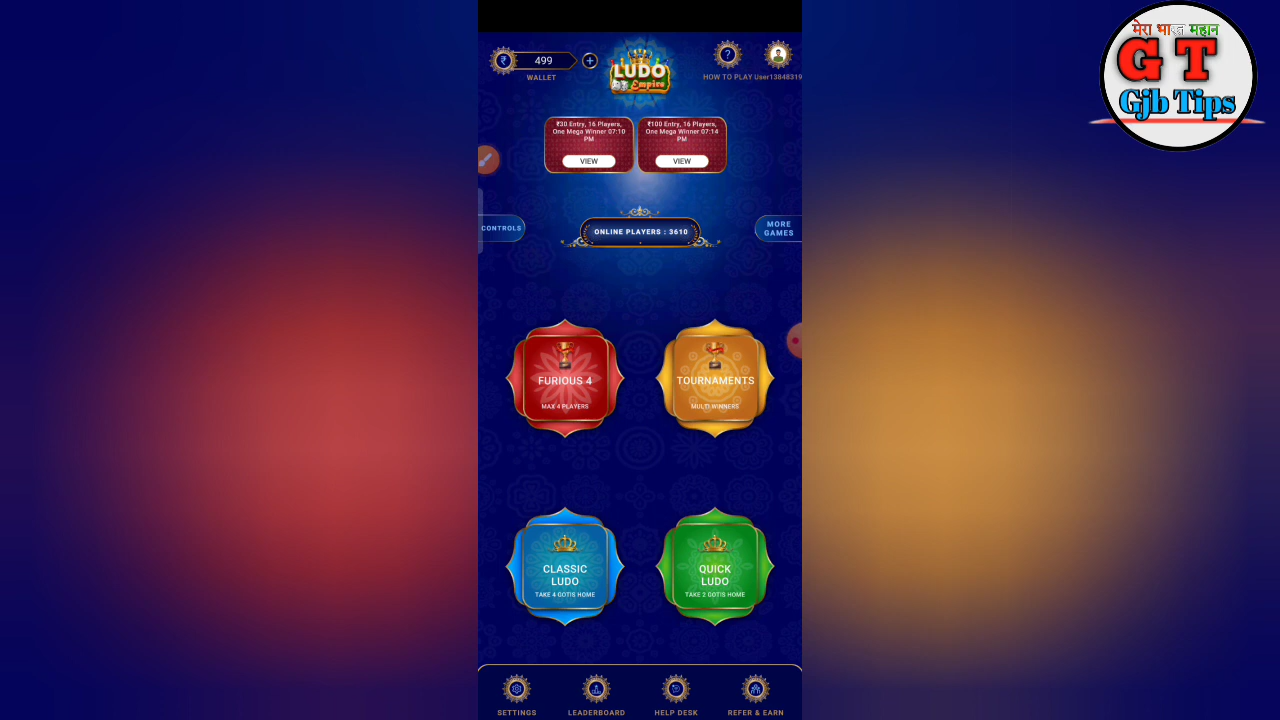 मेरा भारत महान
G T
Gjb Tips
499
WALLET
LUDO
Empire
HOW TO PLAY
User13848319
₹30 Entry, 16 Players,
One Mega Winner 07:10
PM
VIEW
₹100 Entry, 16 Players,
One Mega Winner 07:14
PM
VIEW
CONTROLS
ONLINE PLAYERS : 3610
MORE
GAMES
FURIOUS 4
MAX 4 PLAYERS
TOURNAMENTS
MULTI WINNERS
CLASSIC
LUDO
TAKE 4 GOTIS HOME
QUICK
LUDO
TAKE 2 GOTIS HOME
SETTINGS
LEADERBOARD
HELP DESK
REFER & EARN